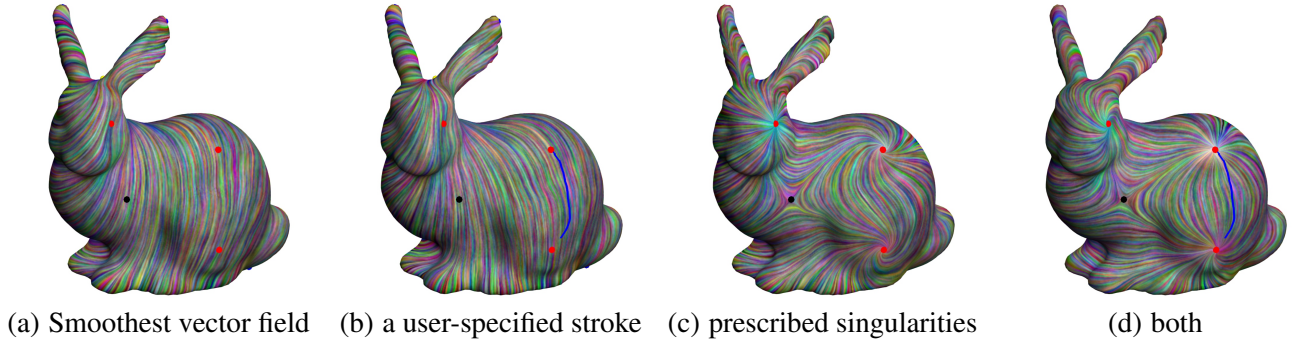 (a) Smoothest vector field (b) a user-specified stroke (c) prescribed singularities (d) both